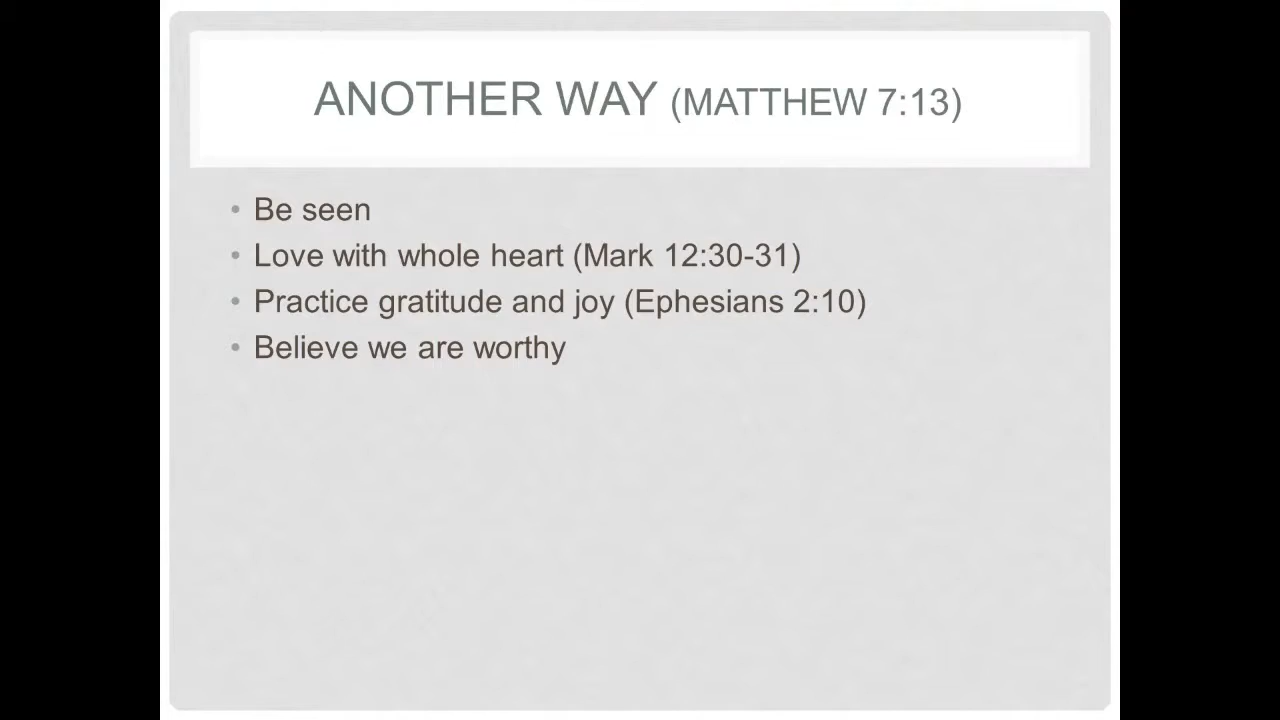 ANOTHER WAY (MATTHEW 7:13)
• Be seen
• Love with whole heart (Mark 12:30-31)
• Practice gratitude and joy (Ephesians 2:10)
• Believe we are worthy